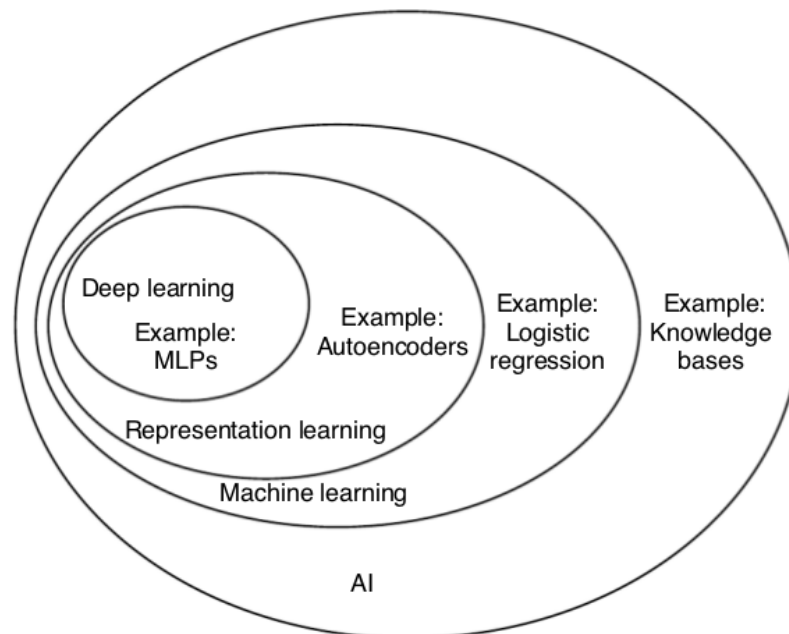 Deep learning
Example:
MLPs
Example:
Autoencoders
Example:
Logistic
regression
Example:
Knowledge
bases
Representation learning
Machine learning
AI